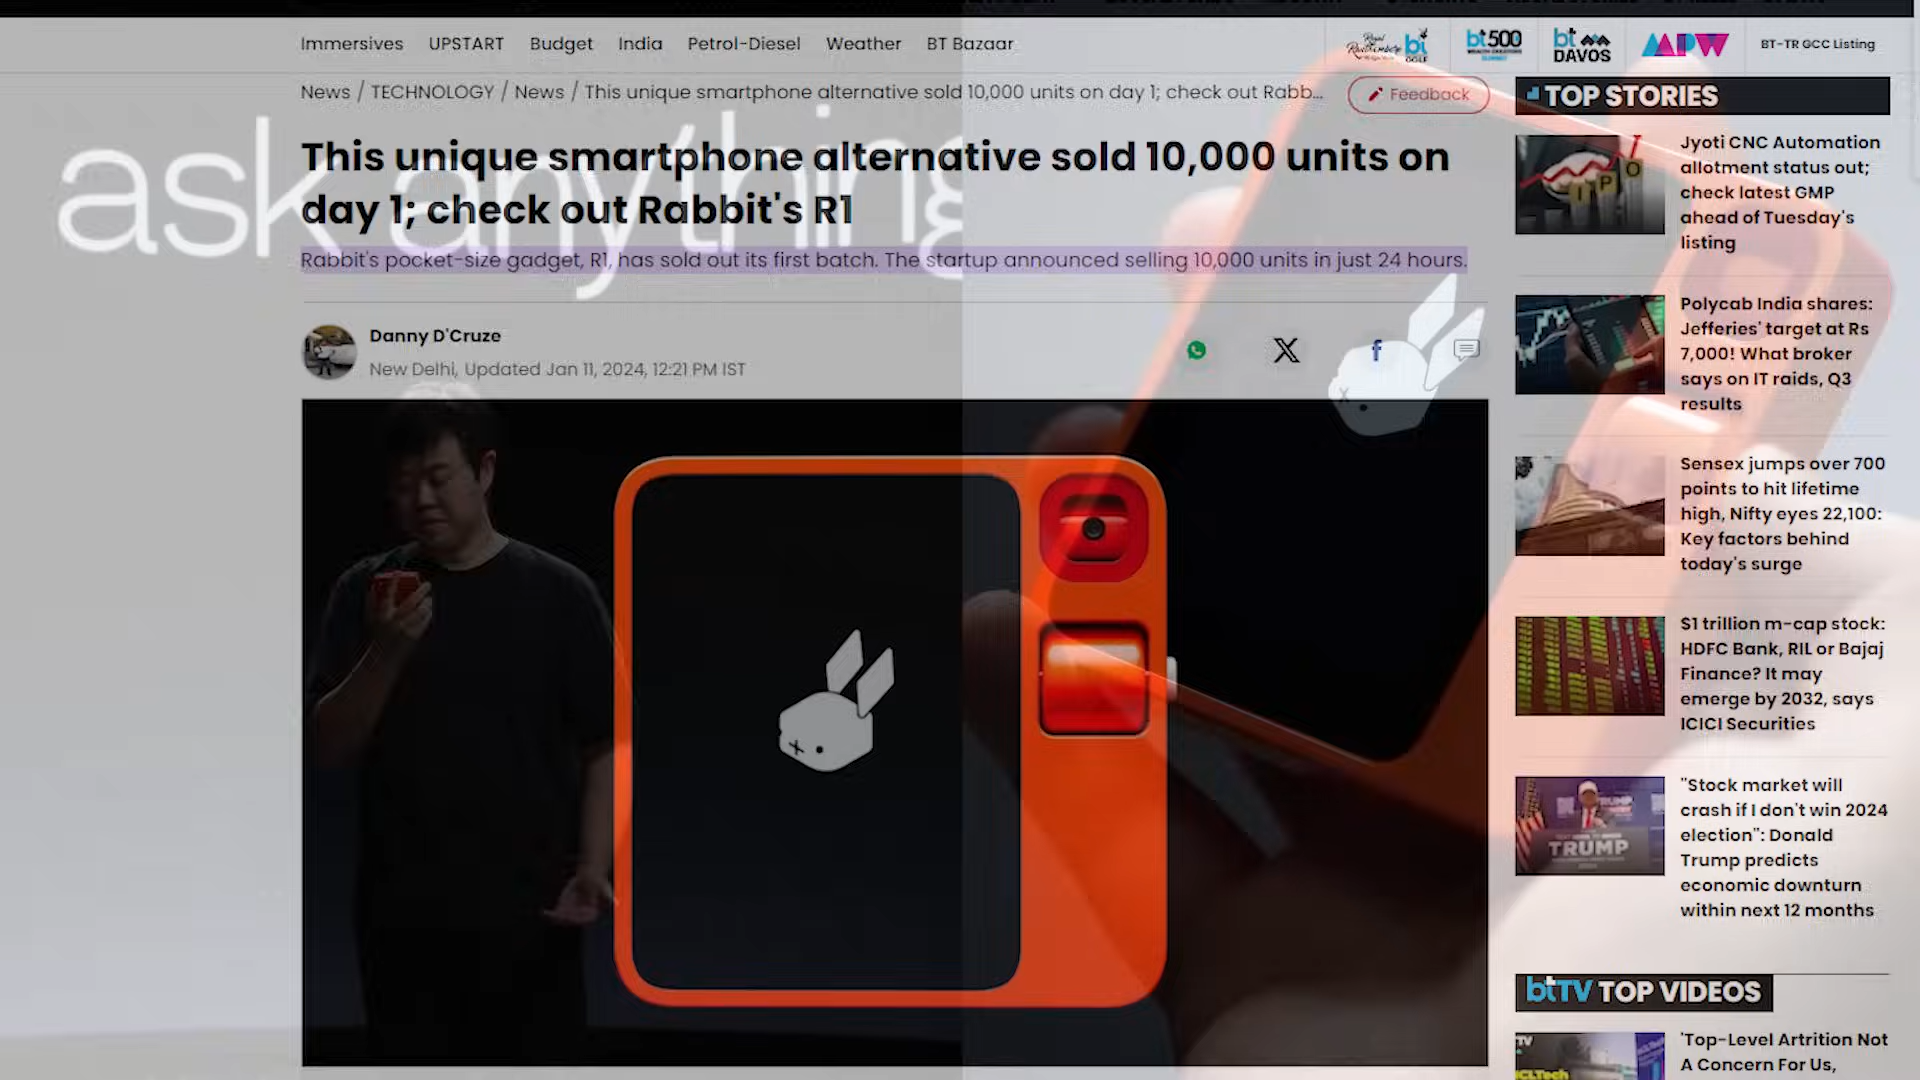 Immersives UPSTART Budget India Petrol-Diesel Weather BT Bazaar
bt GOLF
bt500
bt DAVOS
MPW
BT-TR GCC Listing
News / TECHNOLOGY / News / This unique smartphone alternative sold 10,000 units on day 1; check out Rabb...
Feedback
ask anything
This unique smartphone alternative sold 10,000 units on
day 1; check out Rabbit's R1
Rabbit's pocket-size gadget, R1, has sold out its first batch. The startup announced selling 10,000 units in just 24 hours.
Danny D'Cruze
New Delhi, Updated Jan 11, 2024, 12:21 PM IST
TOP STORIES
IPO
Jyoti CNC Automation
allotment status out;
check latest GMP
ahead of Tuesday's
listing
Polycab India shares:
Jefferies' target at Rs
7,000! What broker
says on IT raids, Q3
results
Sensex jumps over 700
points to hit lifetime
high, Nifty eyes 22,100:
Key factors behind
today's surge
$1 trillion m-cap stock:
HDFC Bank, RIL or Bajaj
Finance? It may
emerge by 2032, says
ICICI Securities
TRUMP
"Stock market will
crash if I don't win 2024
election": Donald
Trump predicts
economic downturn
within next 12 months
btTV TOP VIDEOS
'Top-Level Artrition Not
A Concern For Us,